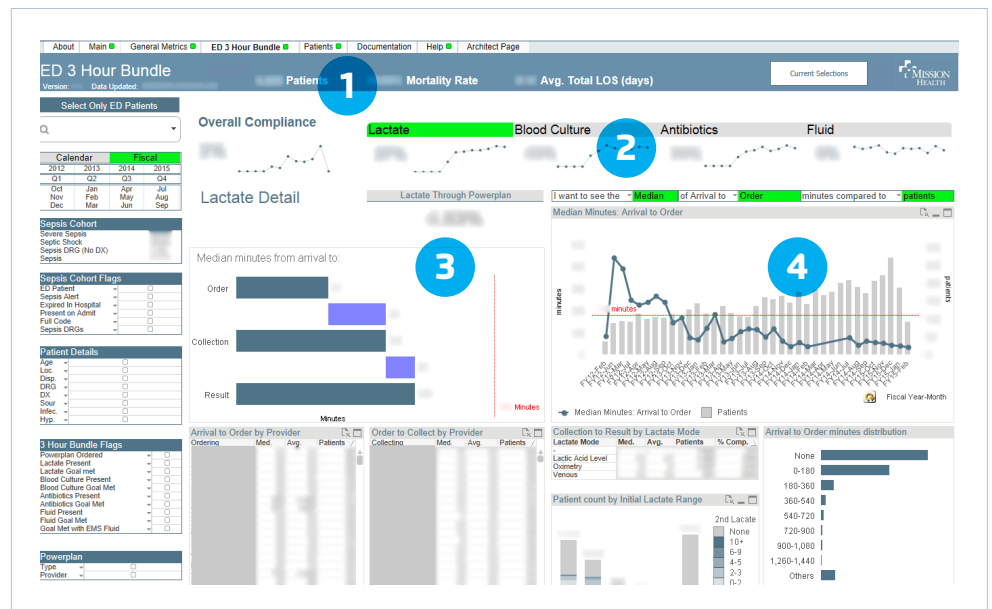 About Main General Metrics ED 3 Hour Bundle Patients Documentation Help Architect Page
ED 3 Hour Bundle
Version: Data Updated:
Patients
1
Mortality Rate
Avg. Total LOS (days)
Current Selections
MISSION
HEALTH
Select Only ED Patients
Calendar Fiscal
2012 2013 2014 2015
Q1 Q2 Q3 Q4
Oct Jan Apr Jul
Nov Feb May Aug
Dec Mar Jun Sep
Sepsis Cohort
Severe Sepsis
Septic Shock
Sepsis DRG (No DX)
Sepsis
Sepsis Cohort Flags
ED Patient
Sepsis Alert
Expired In Hospital
Present on Admit
Full Code
Sepsis DRGs
Patient Details
Age
Loc.
Disp.
DRG
DX
Sour
Infec.
Hyp.
3 Hour Bundle Flags
Powerplan Ordered
Lactate Present
Lactate Goal met
Blood Culture Present
Blood Culture Goal Met
Antibiotics Present
Antibiotics Goal Met
Fluid Present
Fluid Goal Met
Goal Met with EMS Fluid
Powerplan
Type
Provider
Overall Compliance
Lactate Blood Culture Antibiotics Fluid
2
Lactate Detail
Lactate Through Powerplan
3
Median minutes from arrival to:
Order
Collection
Result
Minutes
Minutes
I want to see the Median of Arrival to Order minutes compared to patients
Median Minutes: Arrival to Order
4
minutes
minutes
patients
Fiscal Year-Month
Median Minutes: Arrival to Order Patients
Arrival to Order by Provider
Ordering Med. Avg. Patients
Order to Collect by Provider
Collecting Med. Avg. Patients
Collection to Result by Lactate Mode
Lactate Mode Med. Avg. Patients % Comp.
-
Lactic Acid Level
Oximetry
Venous
Patient count by Initial Lactate Range
2nd Lacate
None
10+
6-9
4-5
2-3
0-2
Arrival to Order minutes distribution
None
0-180
180-360
360-540
540-720
720-900
900-1,080
1,260-1,440
Others